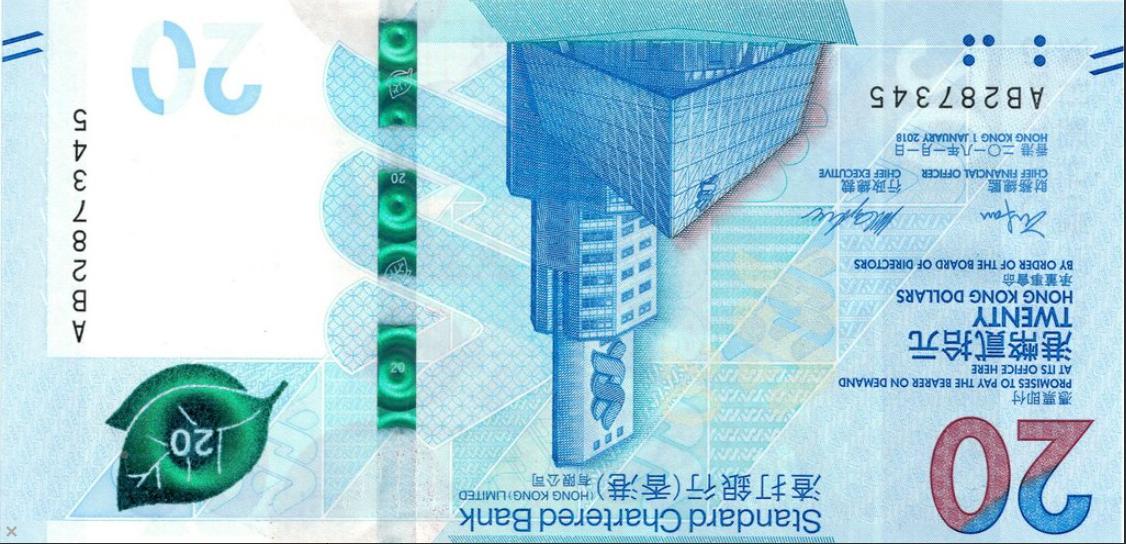 20
Standard Chartered Bank
渣打銀行(香港)有限公司
(HONG KONG) LIMITED
憑票即付
PROMISES TO PAY THE BEARER ON DEMAND
AT ITS OFFICE HERE
港幣貳拾元
TWENTY
HONG KONG DOLLARS
承董事會命
BY ORDER OF THE BOARD OF DIRECTORS
財務總監 行政總裁
CHIEF FINANCIAL OFFICER CHIEF EXECUTIVE
香港 二〇一八年一月一日
HONG KONG 1 JANUARY 2018
AB287345
20
20
20
20
AB287345
20